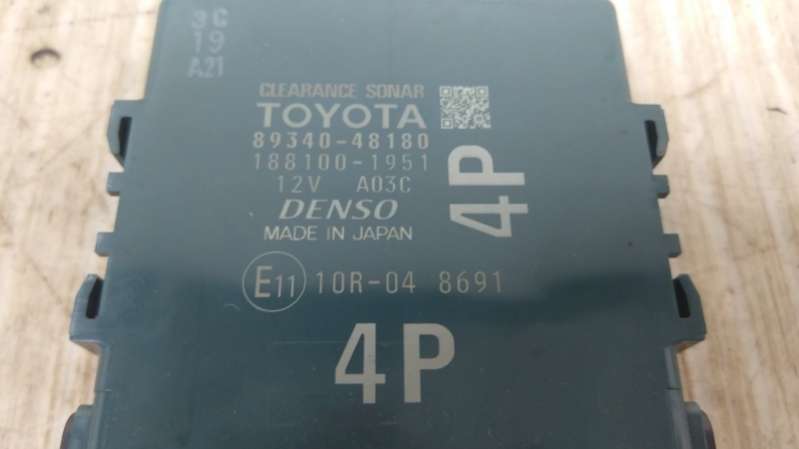 3C
19
A21
CLEARANCE SONAR
TOYOTA
89340-48180
188100-1951
12V A03C
DENSO
MADE IN JAPAN
4P
E11 10R-04 8691
4P